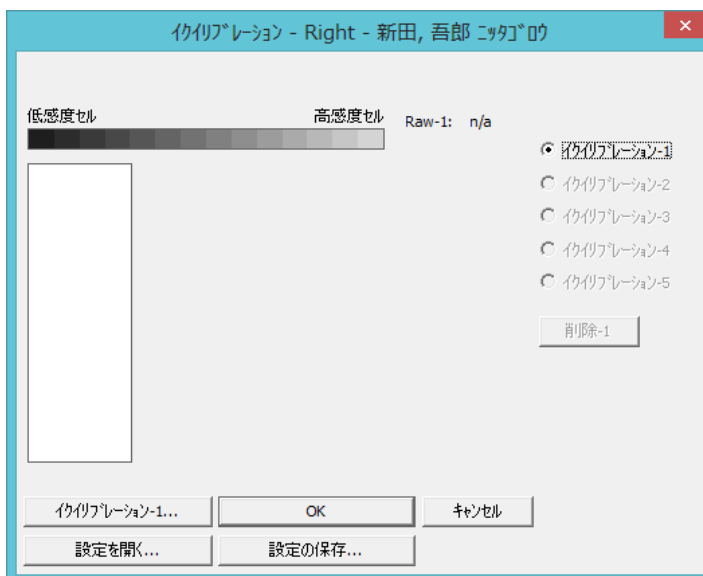 ｲｸｲﾘﾌﾞﾚｰｼｮﾝ - Right - 新田, 吾郎 ﾆｯﾀｺﾞﾛｳ
低感度ｾﾙ
高感度ｾﾙ
Raw-1: n/a
ｲｸｲﾘﾌﾞﾚｰｼｮﾝ-1
ｲｸｲﾘﾌﾞﾚｰｼｮﾝ-2
ｲｸｲﾘﾌﾞﾚｰｼｮﾝ-3
ｲｸｲﾘﾌﾞﾚｰｼｮﾝ-4
ｲｸｲﾘﾌﾞﾚｰｼｮﾝ-5
削除-1
ｲｸｲﾘﾌﾞﾚｰｼｮﾝ-1...
OK
ｷｬﾝｾﾙ
設定を開く...
設定の保存...